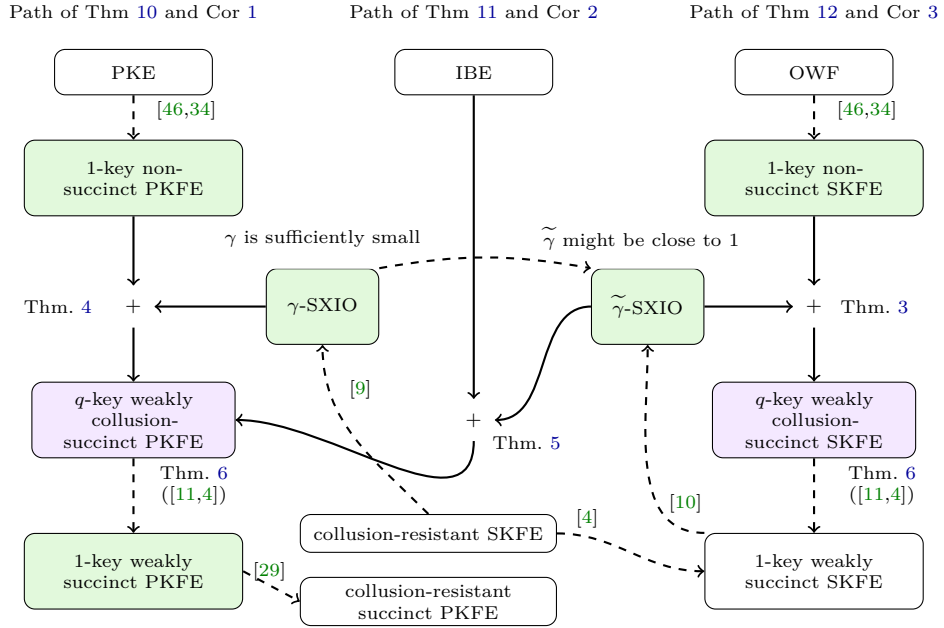 Path of Thm 10 and Cor 1
Path of Thm 11 and Cor 2
Path of Thm 12 and Cor 3
PKE
IBE
OWF
[46,34]
[46,34]
1-key non-
succinct PKFE
1-key non-
succinct SKFE
γ is sufficiently small
γ̃ might be close to 1
Thm. 4
+
γ-SXIO
γ̃-SXIO
+
Thm. 3
q-key weakly
collusion-
succinct PKFE
[9]
+
Thm. 5
q-key weakly
collusion-
succinct SKFE
Thm. 6
([11,4])
Thm. 6
([11,4])
collusion-resistant SKFE
[4]
[10]
1-key weakly
succinct PKFE
[29]
collusion-resistant
succinct PKFE
1-key weakly
succinct SKFE